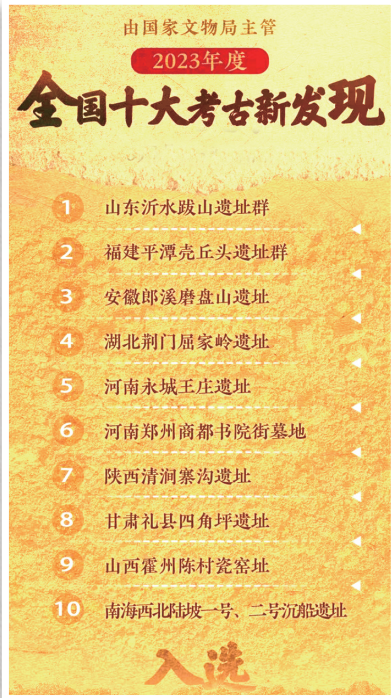 由国家文物局主管
2023年度
全国十大考古新发现
1 山东沂水跋山遗址群
2 福建平潭壳丘头遗址群
3 安徽郎溪磨盘山遗址
4 湖北荆门屈家岭遗址
5 河南永城王庄遗址
6 河南郑州商都书院街墓地
7 陕西清涧寨沟遗址
8 甘肃礼县四角坪遗址
9 山西霍州陈村瓷窑址
10 南海西北陆坡一号、二号沉船遗址
入选